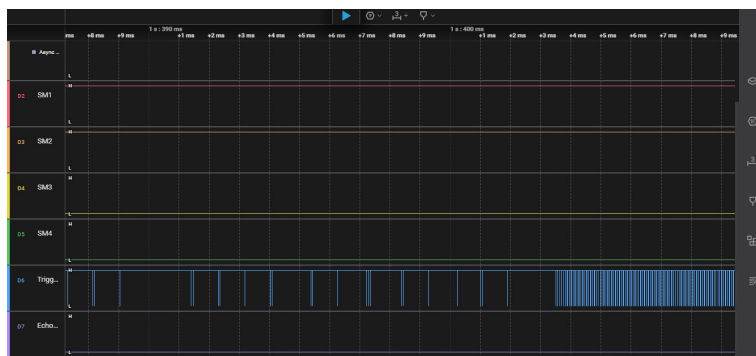 1 s : 390 ms 1 s : 400 ms
ms +8 ms +9 ms +1 ms +2 ms +3 ms +4 ms +5 ms +6 ms +7 ms +8 ms +9 ms +1 ms +2 ms +3 ms +4 ms +5 ms +6 ms +7 ms +8 ms +9 ms
Async ...
L
H
D2 SM1
L
H
D3 SM2
L
H
D4 SM3
L
H
D5 SM4
L
H
D6 Trigg...
L
H
D7 Echo...
L